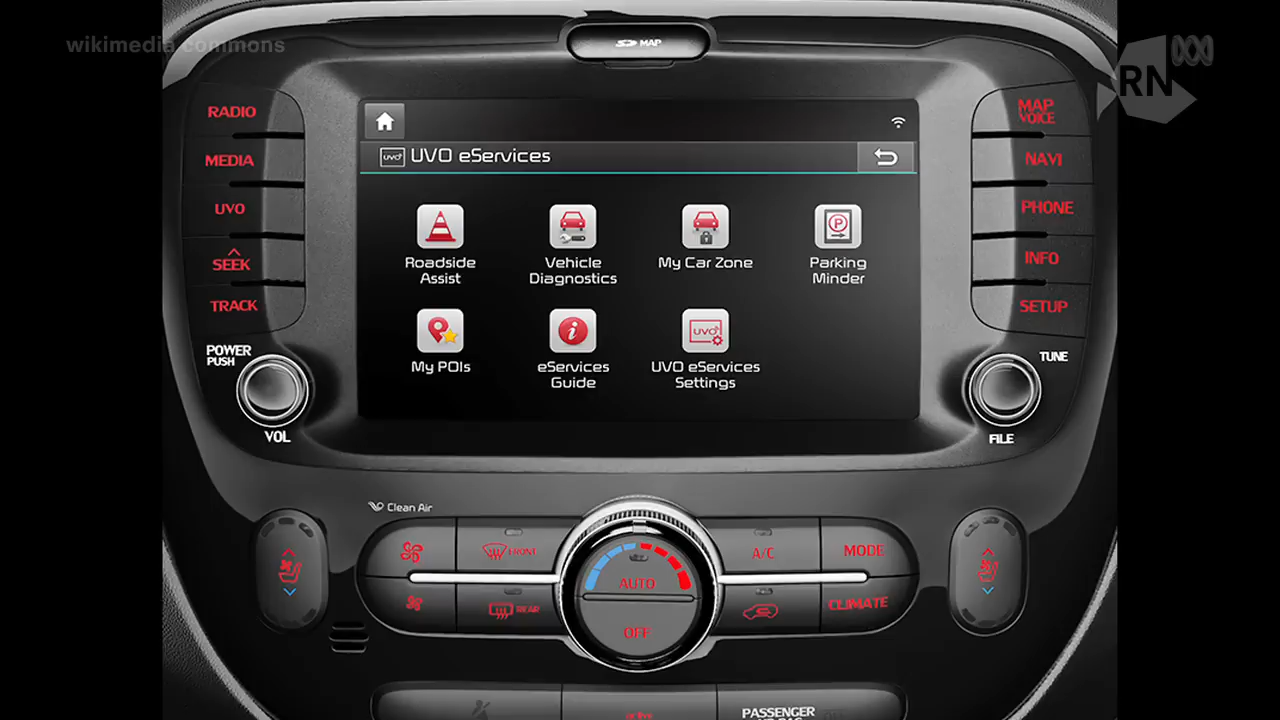 wikimedia commons
RN
SD MAP
RADIO
MEDIA
UVO
SEEK
TRACK
POWER
PUSH
VOL
uvo UVO eServices
Roadside
Assist
Vehicle
Diagnostics
My Car Zone
Parking
Minder
My POIs
eServices
Guide
UVO
UVO eServices
Settings
MAP
VOICE
NAVI
PHONE
INFO
SETUP
TUNE
FILE
Clean Air
FRONT
REAR
AUTO
OFF
A/C
MODE
CLIMATE
PASSENGER